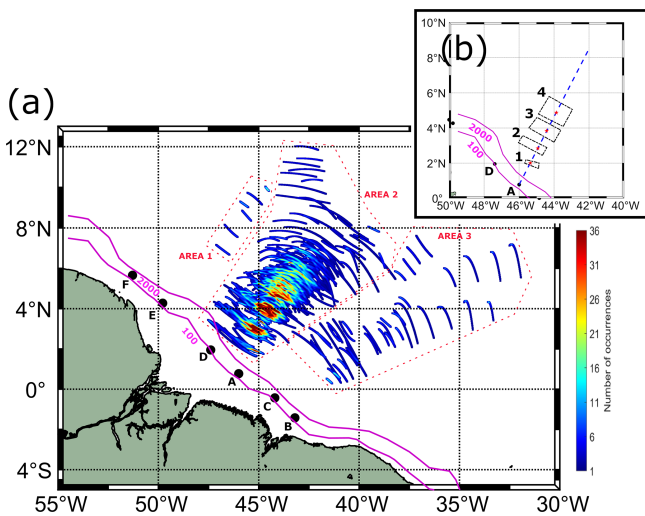 (a)
12°N
8°N
4°N
0°
4°S
55°W
50°W
45°W
40°W
35°W
30°W
AREA 1
AREA 2
AREA 3
2000
100
F
E
D
A
C
B
(b)
10°N
8°N
6°N
4°N
2°N
0°
50°W
48°W
46°W
44°W
42°W
40°W
4
3
2
1
2000
100
D
A
36
31
26
21
16
11
6
1
Number of occurrences